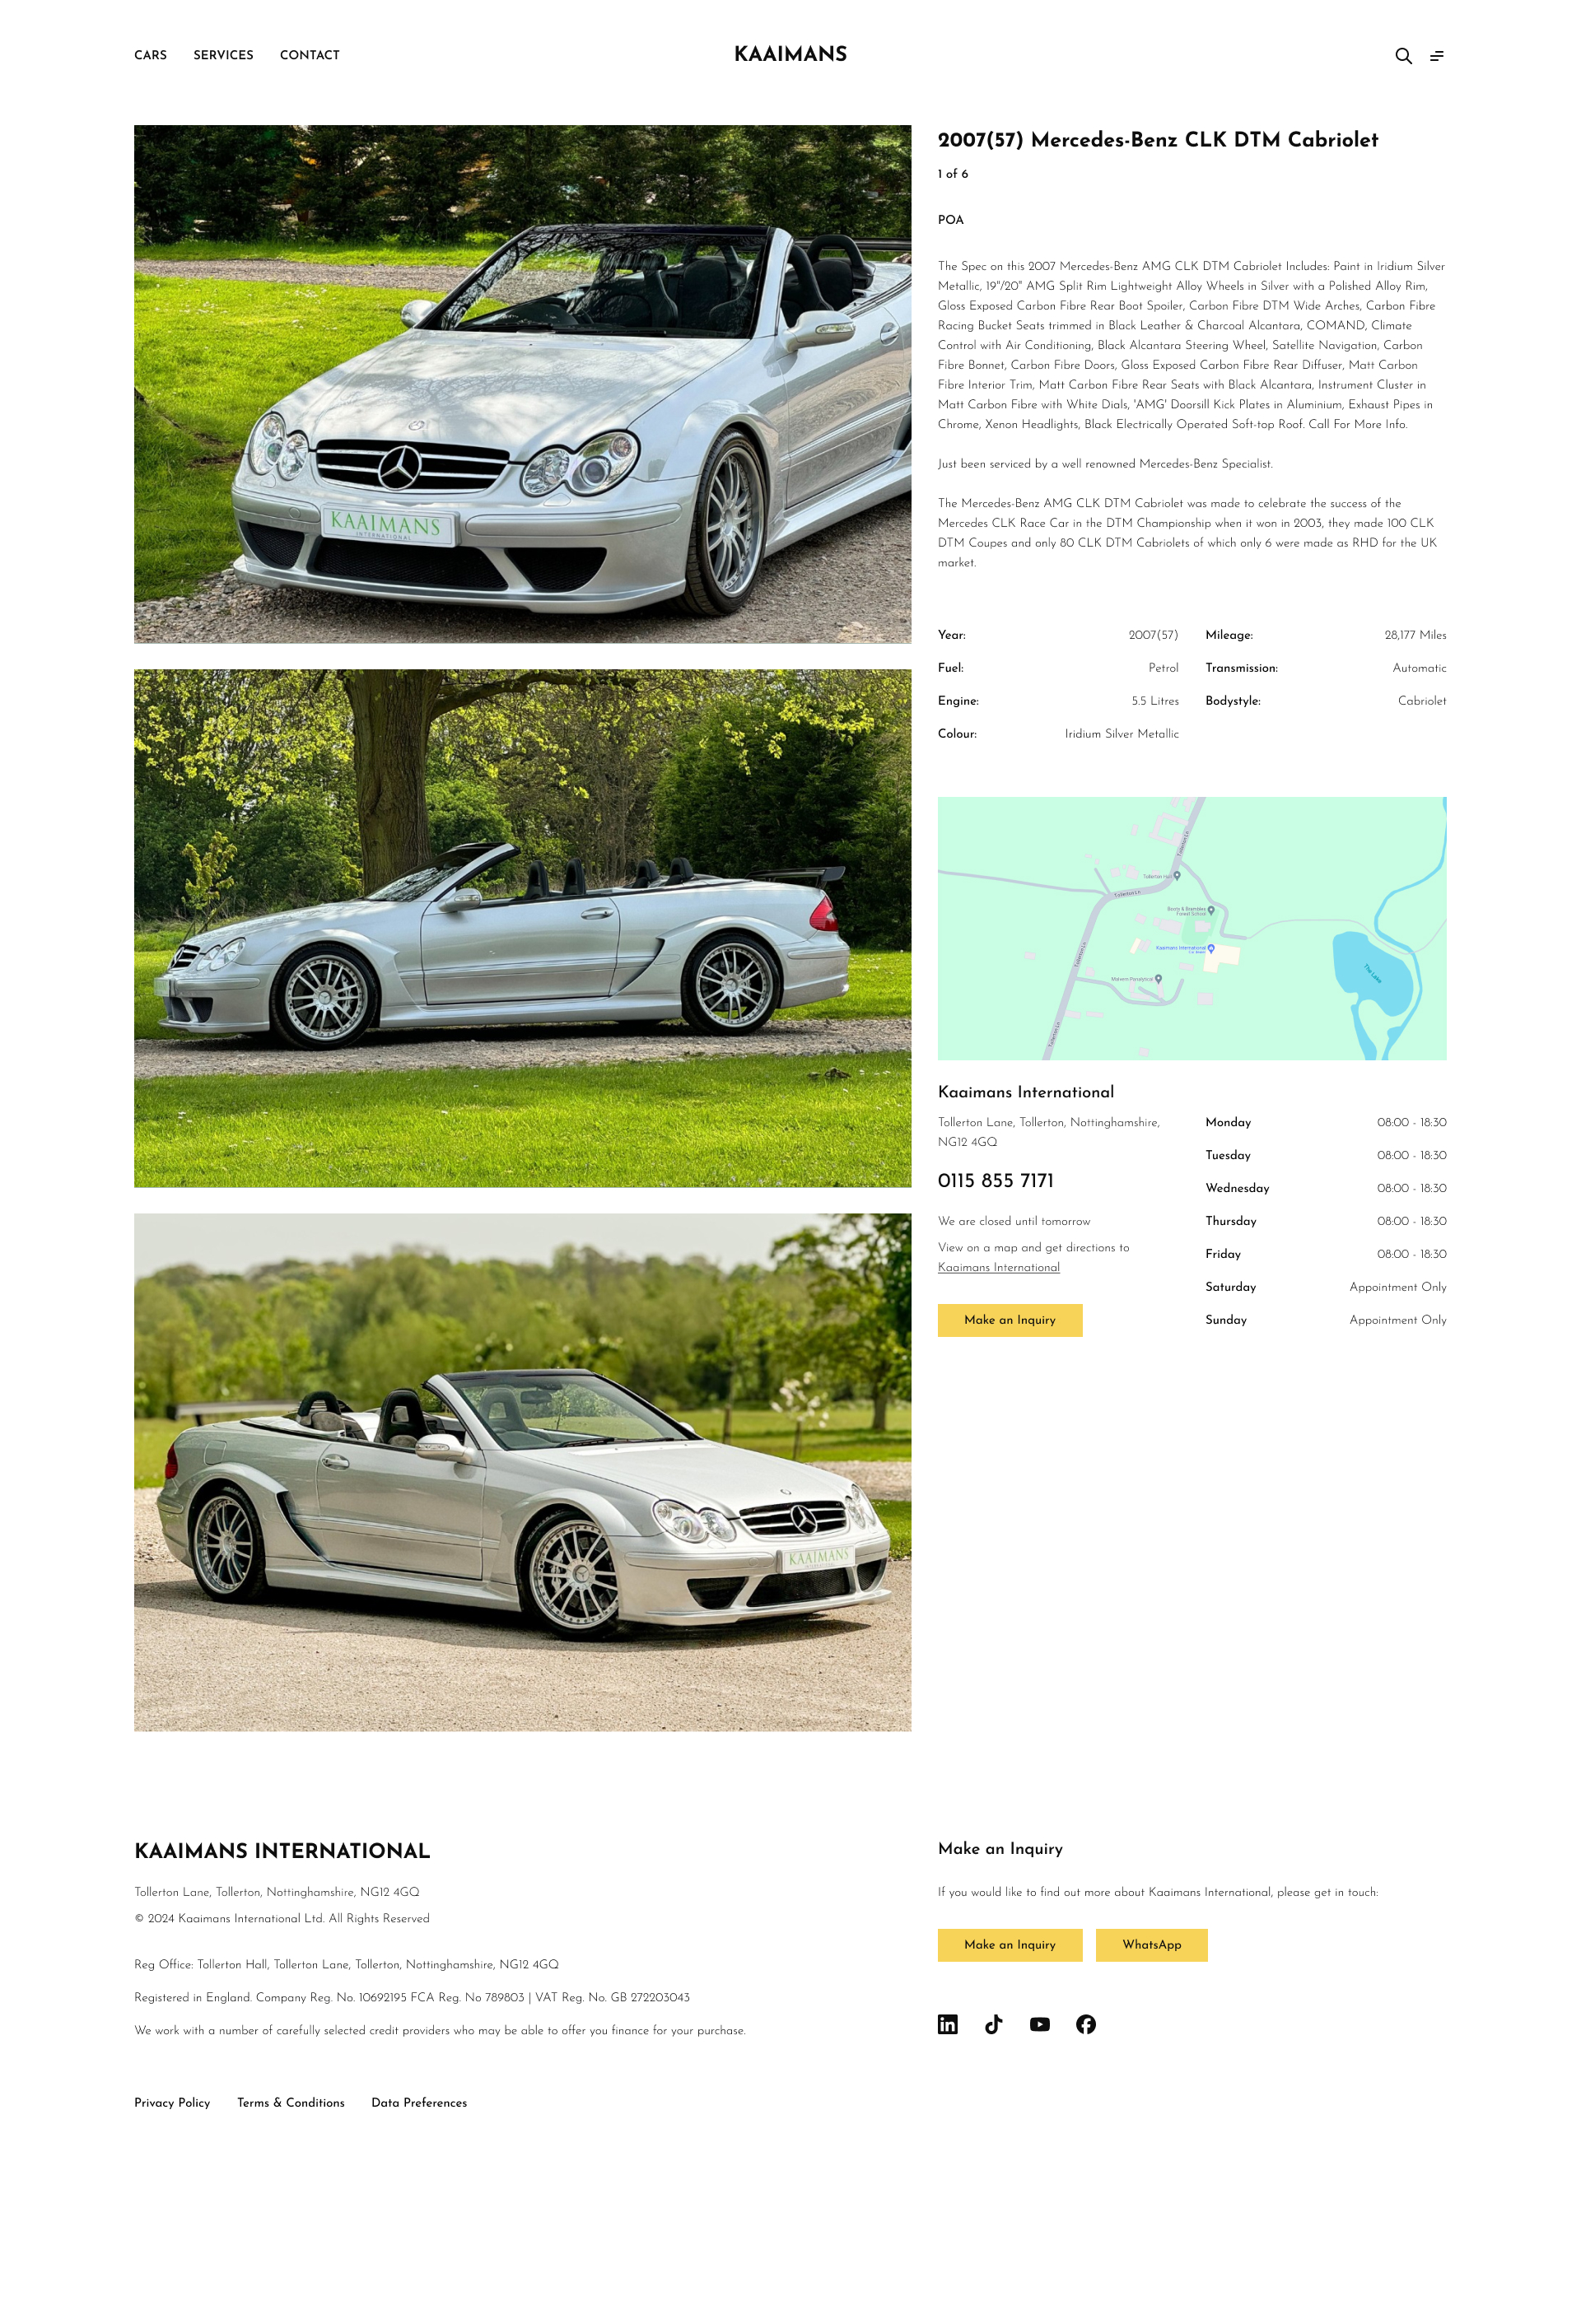 CARS SERVICES CONTACT KAAIMANS
2007(57) Mercedes-Benz CLK DTM Cabriolet
1 of 6
POA
The Spec on this 2007 Mercedes-Benz AMG CLK DTM Cabriolet Includes: Paint in Iridium Silver
Metallic, 19"/20" AMG Split Rim Lightweight Alloy Wheels in Silver with a Polished Alloy Rim,
Gloss Exposed Carbon Fibre Rear Boot Spoiler, Carbon Fibre DTM Wide Arches, Carbon Fibre
Racing Bucket Seats trimmed in Black Leather & Charcoal Alcantara, COMAND, Climate
Control with Air Conditioning, Black Alcantara Steering Wheel, Satellite Navigation, Carbon
Fibre Bonnet, Carbon Fibre Doors, Gloss Exposed Carbon Fibre Rear Diffuser, Matt Carbon
Fibre Interior Trim, Matt Carbon Fibre Rear Seats with Black Alcantara, Instrument Cluster in
Matt Carbon Fibre with White Dials, 'AMG' Doorsill Kick Plates in Aluminium, Exhaust Pipes in
Chrome, Xenon Headlights, Black Electrically Operated Soft-top Roof. Call For More Info.
Just been serviced by a well renowned Mercedes-Benz Specialist.
The Mercedes-Benz AMG CLK DTM Cabriolet was made to celebrate the success of the
Mercedes CLK Race Car in the DTM Championship when it won in 2003, they made 100 CLK
DTM Coupes and only 80 CLK DTM Cabriolets of which only 6 were made as RHD for the UK
market.
KAAIMANS
INTERNATIONAL
Year: 2007(57) Mileage: 28,177 Miles
Fuel: Petrol Transmission: Automatic
Engine: 5.5 Litres Bodystyle: Cabriolet
Colour: Iridium Silver Metallic
Tollerton Ln
Tollerton Hall
Tollerton Ln
Forest School
Tollerton Ln
Kaaimans International
The Lake
Tollerton Ln
Kaaimans International
Tollerton Lane, Tollerton, Nottinghamshire,
NG12 4GQ
0115 855 7171
We are closed until tomorrow
View on a map and get directions to
Kaaimans International
Make an Inquiry
Monday 08:00 - 18:30
Tuesday 08:00 - 18:30
Wednesday 08:00 - 18:30
Thursday 08:00 - 18:30
Friday 08:00 - 18:30
Saturday Appointment Only
Sunday Appointment Only
KAAIMANS
KAAIMANS INTERNATIONAL
Tollerton Lane, Tollerton, Nottinghamshire, NG12 4GQ
© 2024 Kaaimans International Ltd. All Rights Reserved
Reg Office: Tollerton Hall, Tollerton Lane, Tollerton, Nottinghamshire, NG12 4GQ
Registered in England. Company Reg. No. 10692195 FCA Reg. No 789803 | VAT Reg. No. GB 272203043
We work with a number of carefully selected credit providers who may be able to offer you finance for your purchase.
Privacy Policy Terms & Conditions Data Preferences
Make an Inquiry
If you would like to find out more about Kaaimans International, please get in touch:
Make an Inquiry WhatsApp